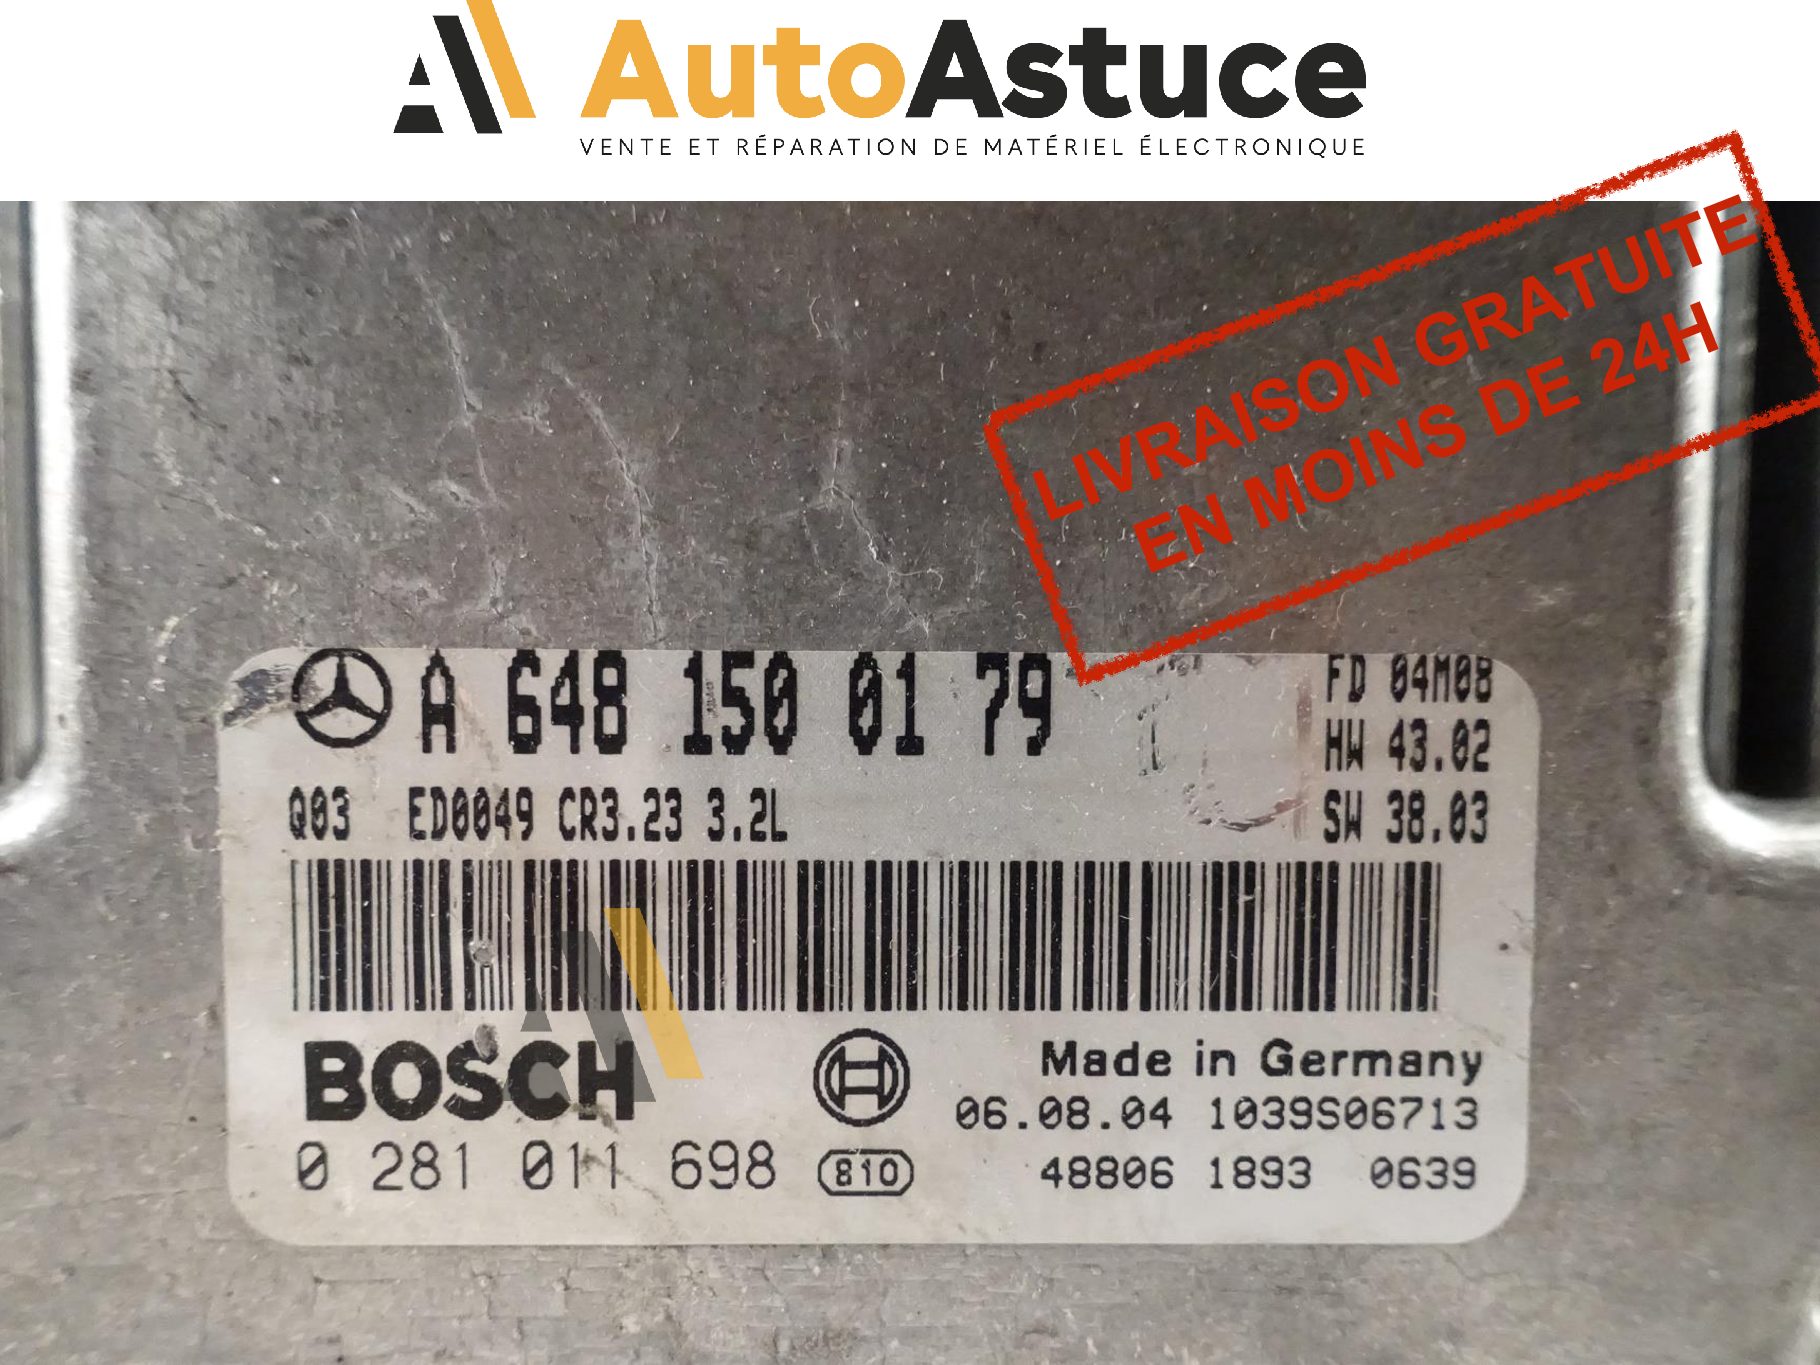 AutoAstuce
VENTE ET RÉPARATION DE MATÉRIEL ÉLECTRONIQUE
LIVRAISON GRATUITE
EN MOINS DE 24H
A 648 150 01 79
FD 04M08
HW 43.02
Q03 ED0049 CR3.23 3.2L
SW 38.03
BOSCH
Made in Germany
06.08.04 1039S06713
0 281 011 698
810
48806 1893 0639